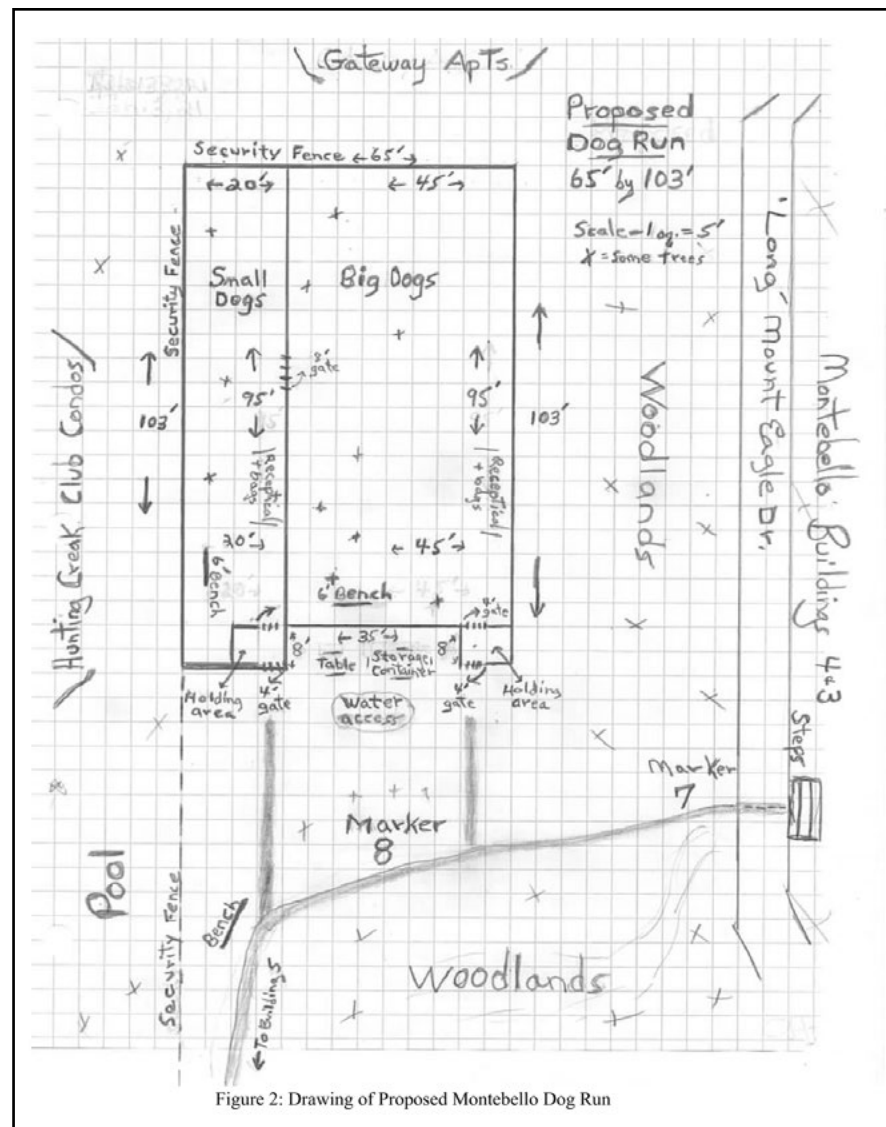 Gateway ApTs
Proposed
Dog Run
65' by 103'
Scale - 1 sq. = 5'
X = Some trees
Security Fence ←65'→
←20'→
←45'→
Security Fence
Small
Dogs
Big Dogs
8'
gate
103'
95'
95'
103'
Hunting Creek Club Condos
Woodlands
"Long" Mount Eagle Dr.
Montebello Buildings 4+3
Receptical
+ bags
Receptical
+ bags
20'→
←45'→
6' Bench
6' Bench
4'
gate
8'
←35'→
8'
Table
Storage
Container
Holding
area
4'
gate
Water
access
4'
gate
Holding
area
Steps
Marker
7
Marker
8
Pool
Security Fence
Bench
Woodlands
← To Building 5
Figure 2: Drawing of Proposed Montebello Dog Run